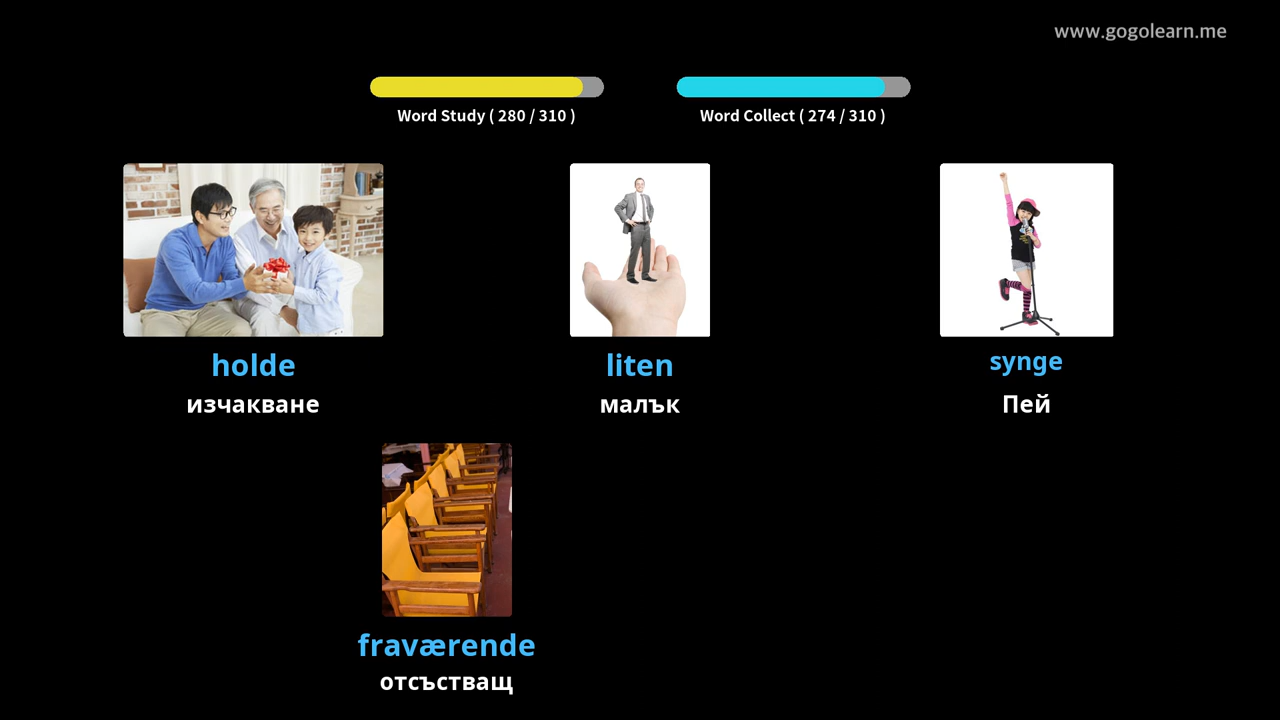 www.gogolearn.me
Word Study ( 280 / 310 )
Word Collect ( 274 / 310 )
holde
изчакване
liten
малък
synge
Пей
fraværende
отсъстващ